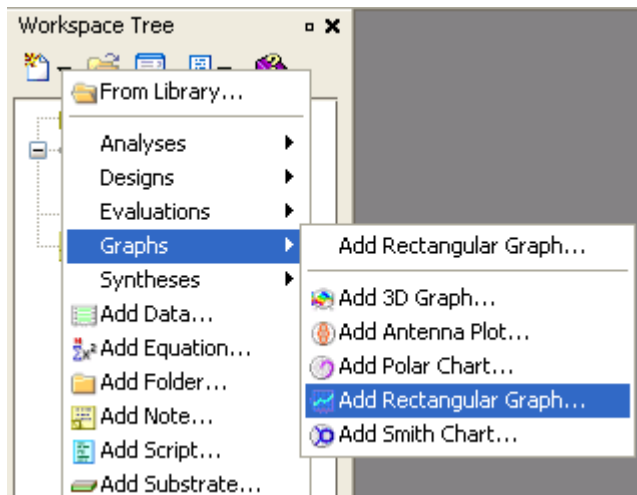 Workspace Tree
From Library...
Analyses
Designs
Evaluations
Graphs
Syntheses
Add Data...
Add Equation...
Add Folder...
Add Note...
Add Script...
Add Substrate...
Add Rectangular Graph...
Add 3D Graph...
Add Antenna Plot...
Add Polar Chart...
Add Rectangular Graph...
Add Smith Chart...